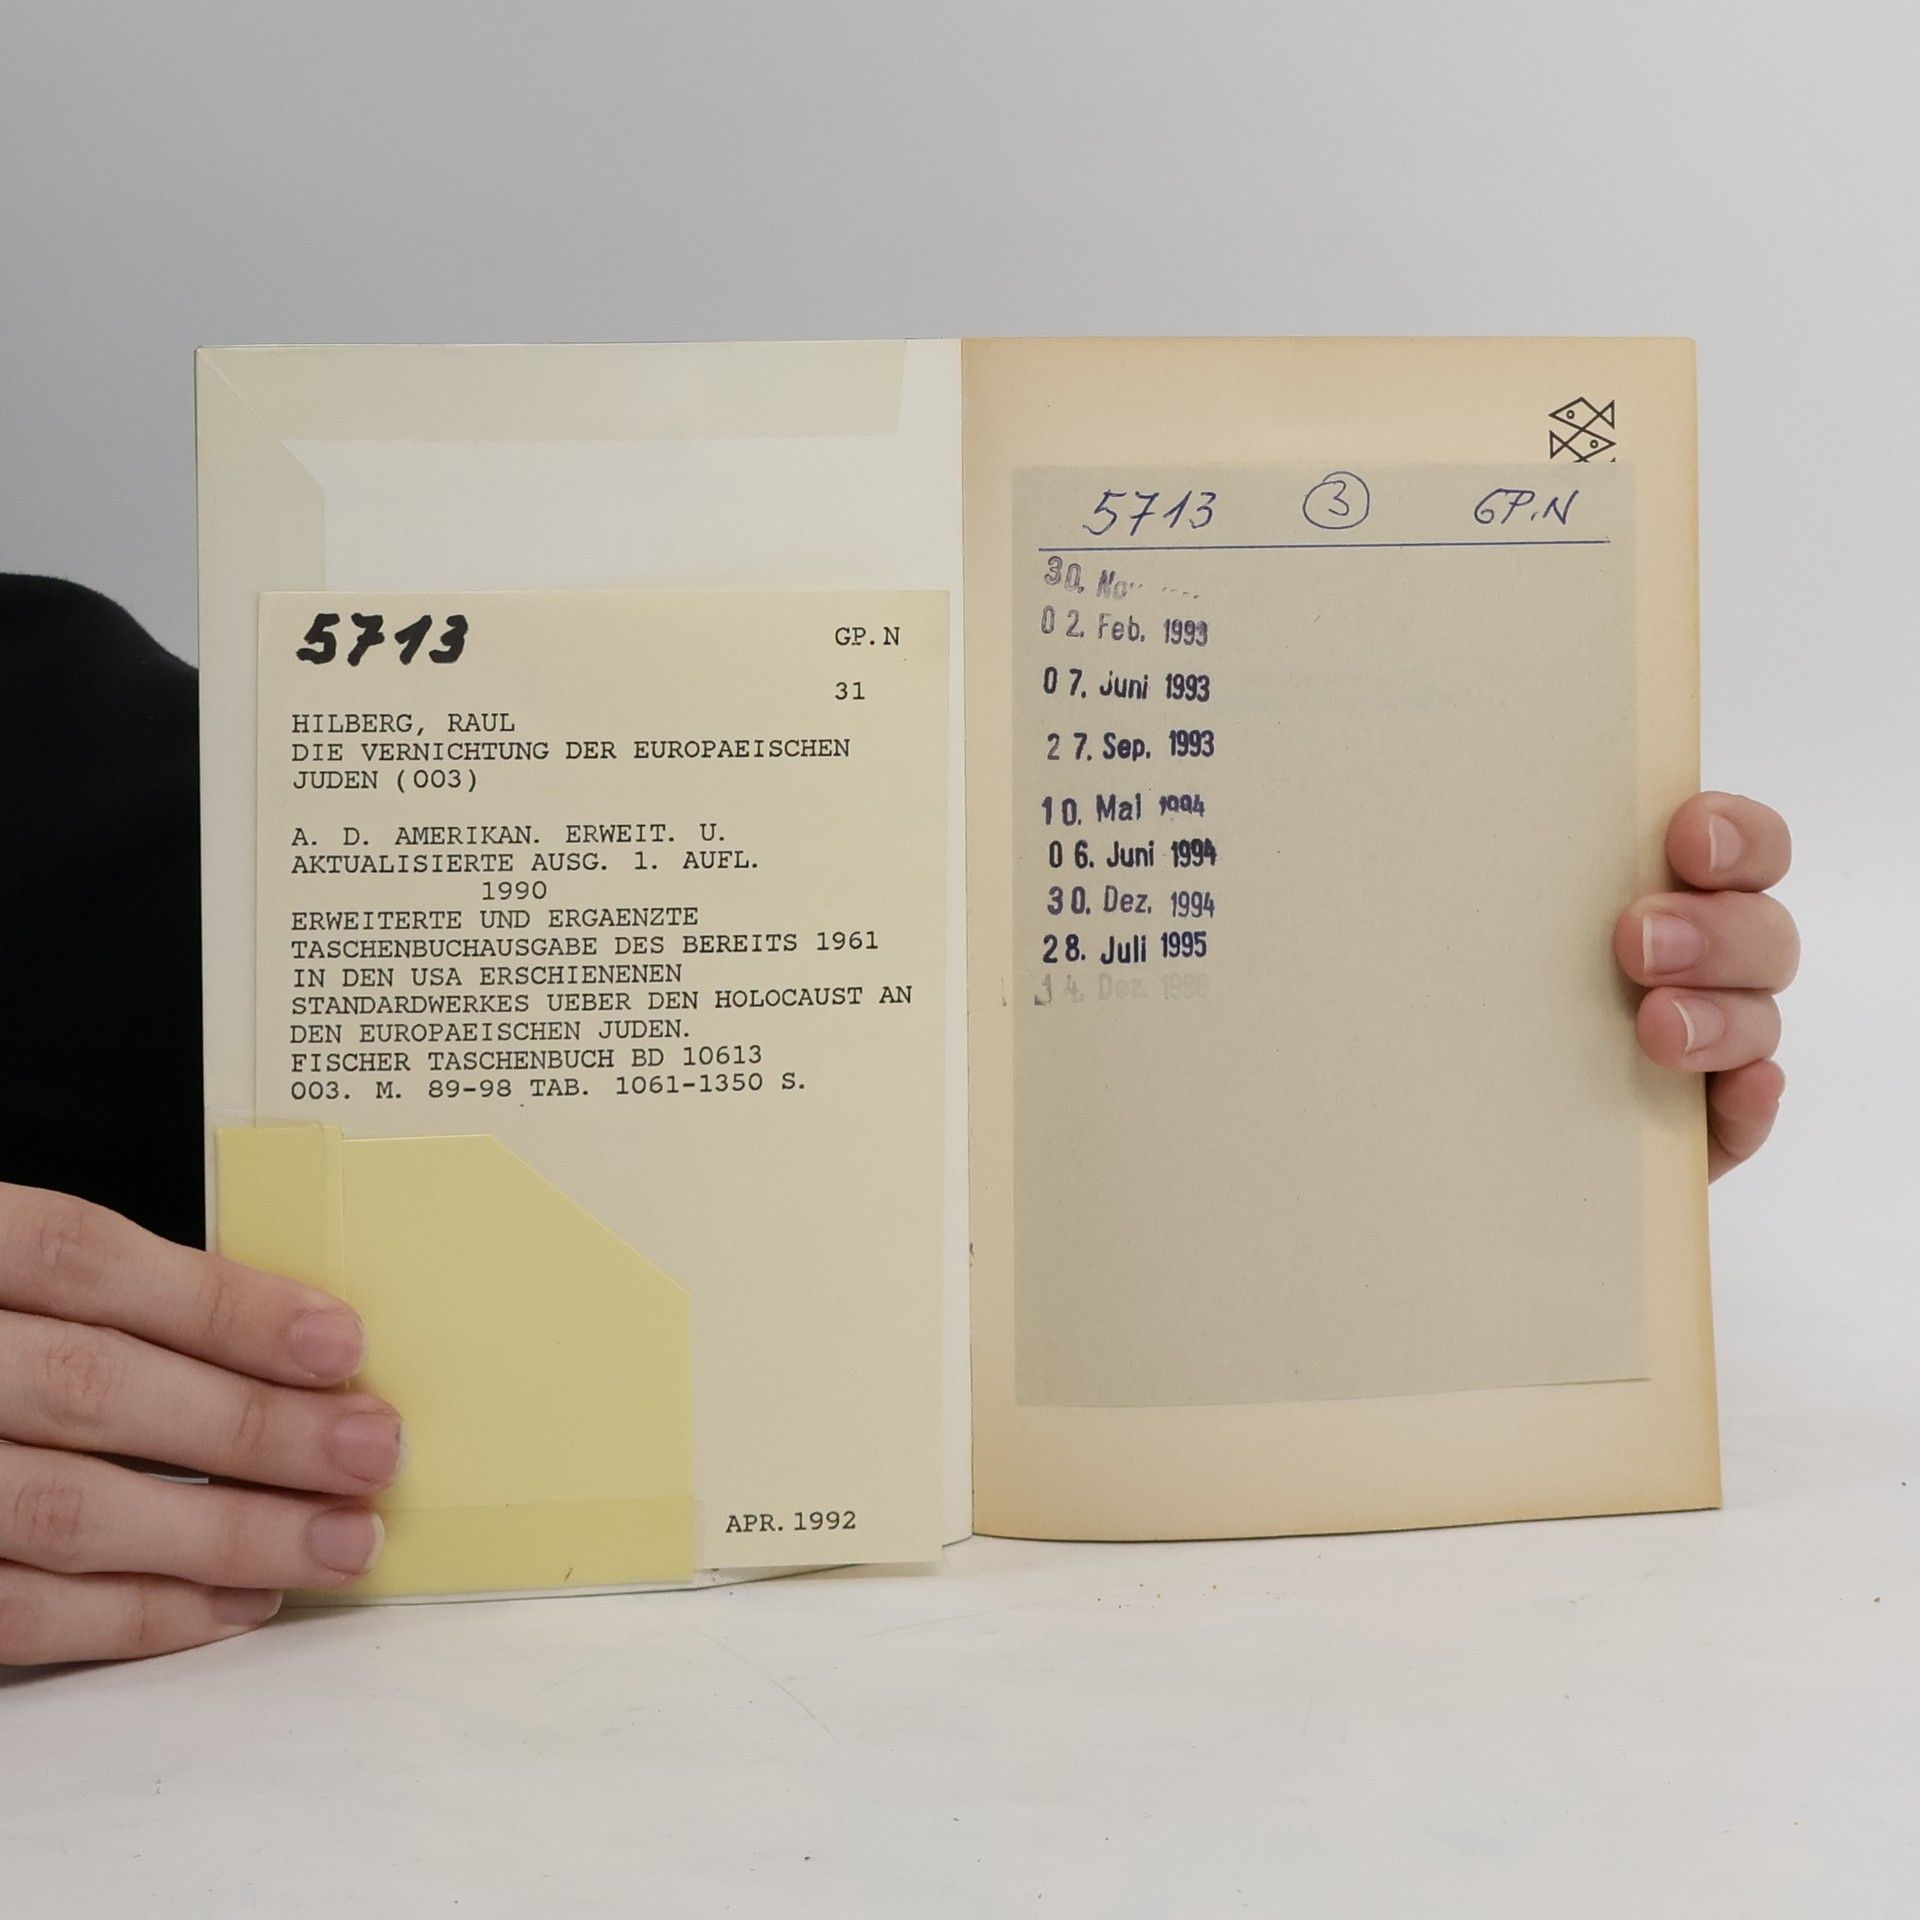 5713
GP.N
31
HILBERG, RAUL
DIE VERNICHTUNG DER EUROPAEISCHEN
JUDEN (003)
A. D. AMERIKAN. ERWEIT. U.
AKTUALISIERTE AUSG. 1. AUFL.
1990
ERWEITERTE UND ERGAENZTE
TASCHENBUCHAUSGABE DES BEREITS 1961
IN DEN USA ERSCHIENENEN
STANDARDWERKES UEBER DEN HOLOCAUST AN
DEN EUROPAEISCHEN JUDEN.
FISCHER TASCHENBUCH BD 10613
003. M. 89-98 TAB. 1061-1350 S.
APR. 1992
5713 3 GP.N
30.
02. Feb. 1993
07. Juni 1993
27. Sep. 1993
10. Mai 1994
06. Juni 1994
30. Dez. 1994
28. Juli 1995
14. Dez.